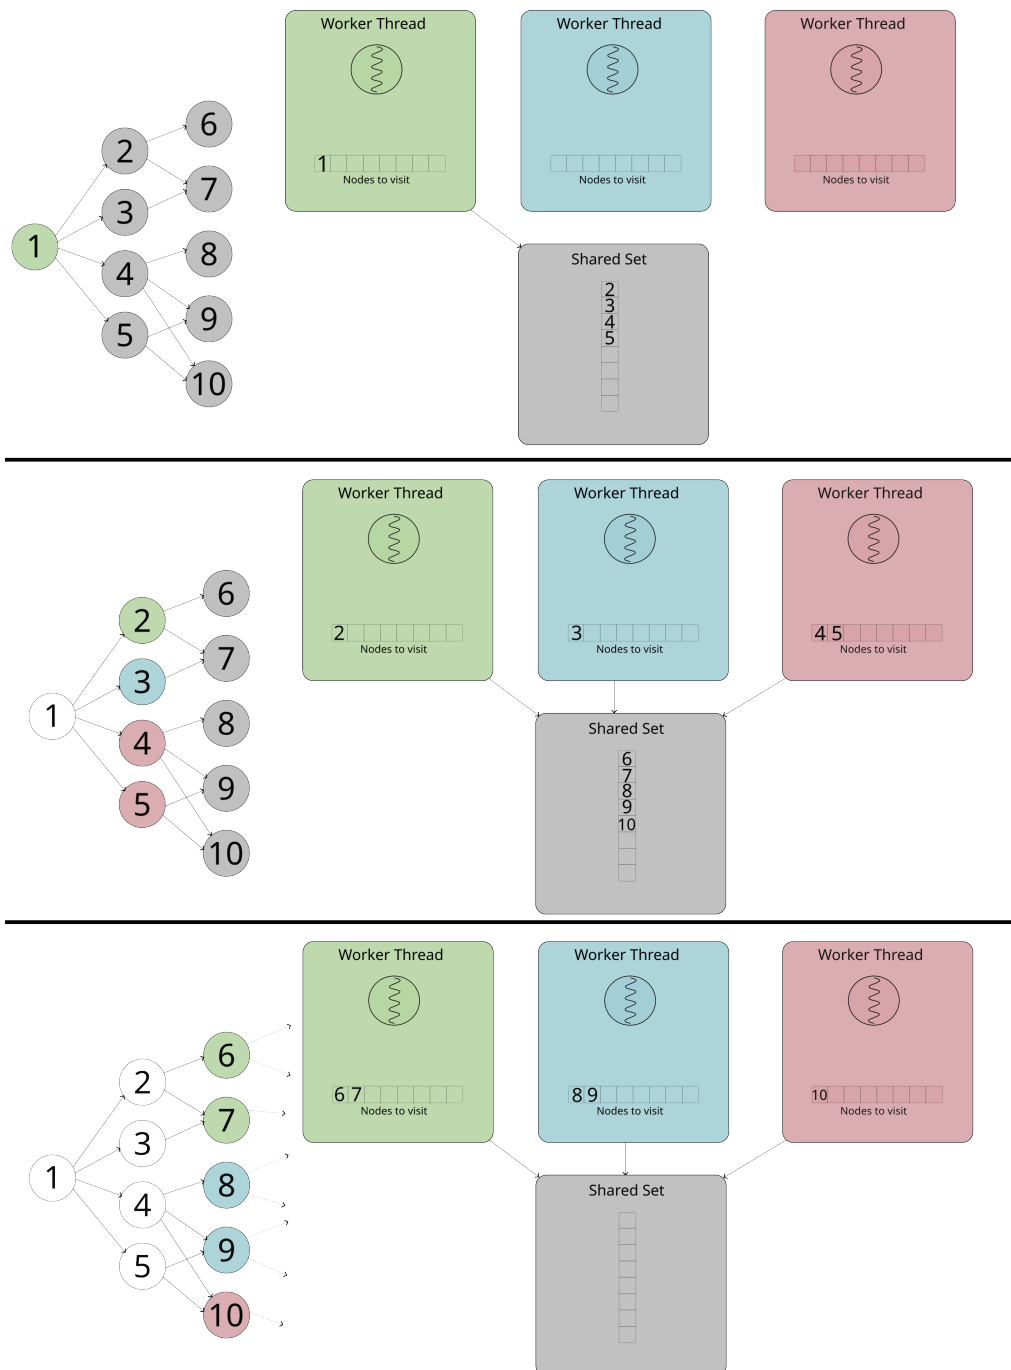 Worker Thread
Worker Thread
Worker Thread
1
2
3
4
5
6
7
8
9
10
1
Nodes to visit
Nodes to visit
Nodes to visit
Shared Set
2
3
4
5
Worker Thread
Worker Thread
Worker Thread
1
2
3
4
5
6
7
8
9
10
2
Nodes to visit
3
Nodes to visit
4 5
Nodes to visit
Shared Set
6
7
8
9
10
Worker Thread
Worker Thread
Worker Thread
1
2
3
4
5
6
7
8
9
10
6 7
Nodes to visit
8 9
Nodes to visit
10
Nodes to visit
Shared Set